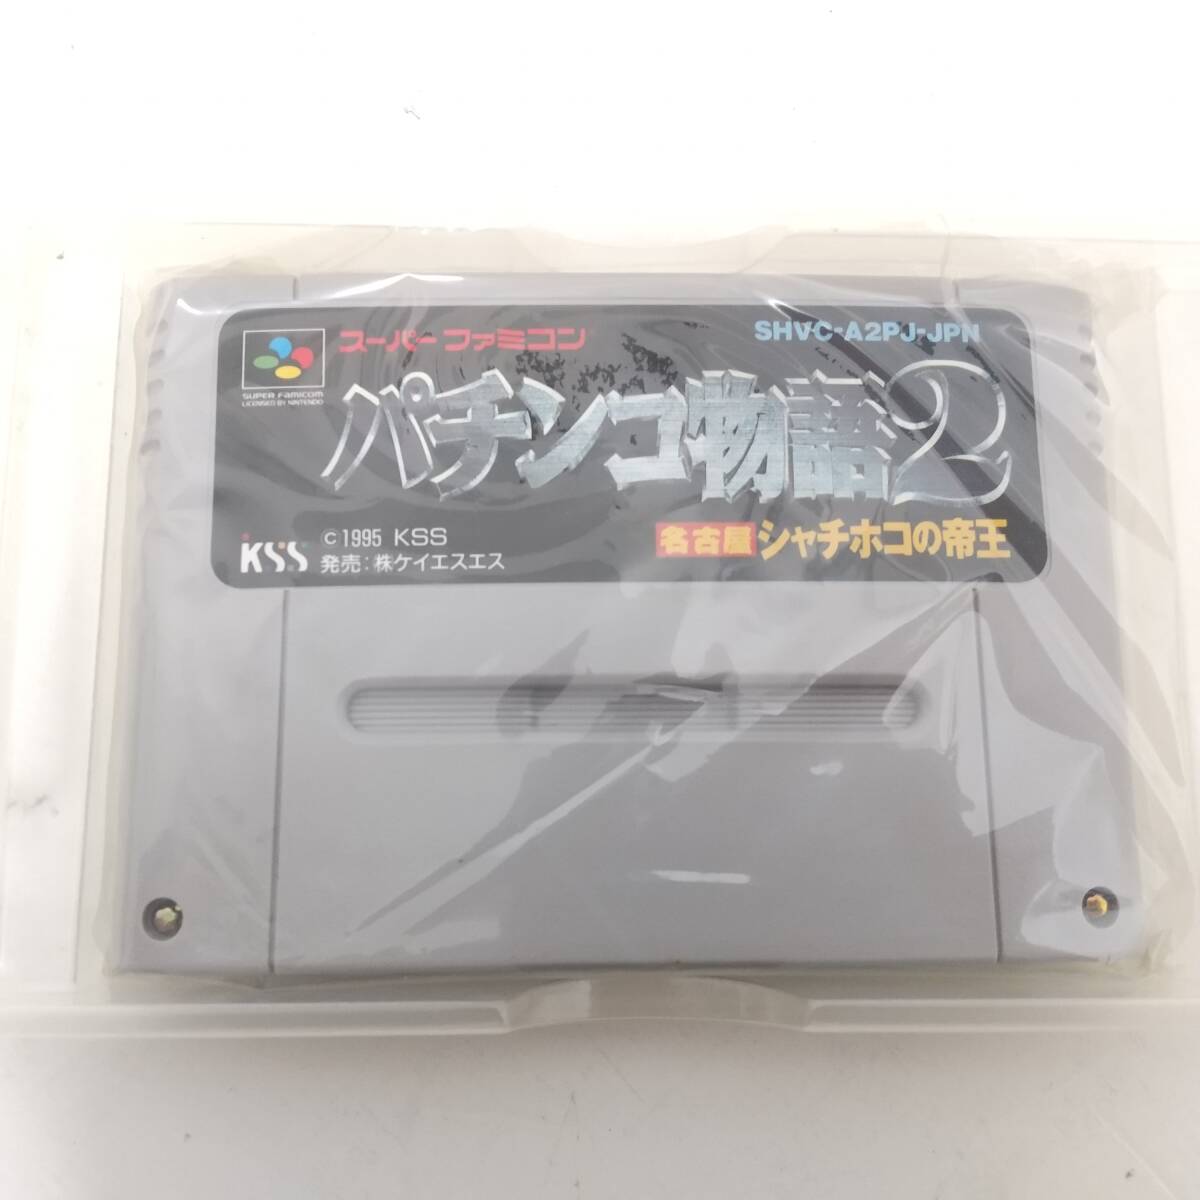 スーパーファミコン
SHVC-A2PJ-JPN
SUPER FAMICOM
LICENSED BY NINTENDO
パチンコ物語2
名古屋 シャチホコの帝王
KSS
©1995 KSS
発売:㈱ケイエスエス